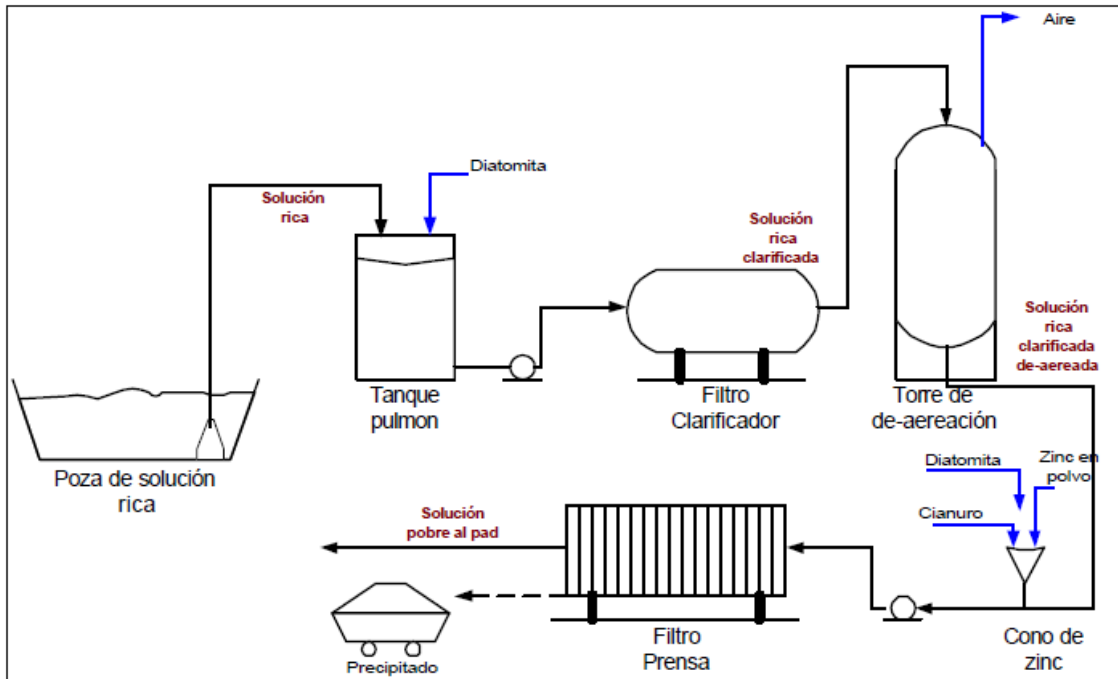 Aire
Diatomita
Solución
rica
Solución
rica
clarificada
Solución
rica
clarificada
de-aereada
Tanque
pulmon
Filtro
Clarificador
Torre de
de-aereación
Poza de solución
rica
Diatomita
Zinc en
polvo
Cianuro
Solución
pobre al pad
Precipitado
Filtro
Prensa
Cono de
zinc